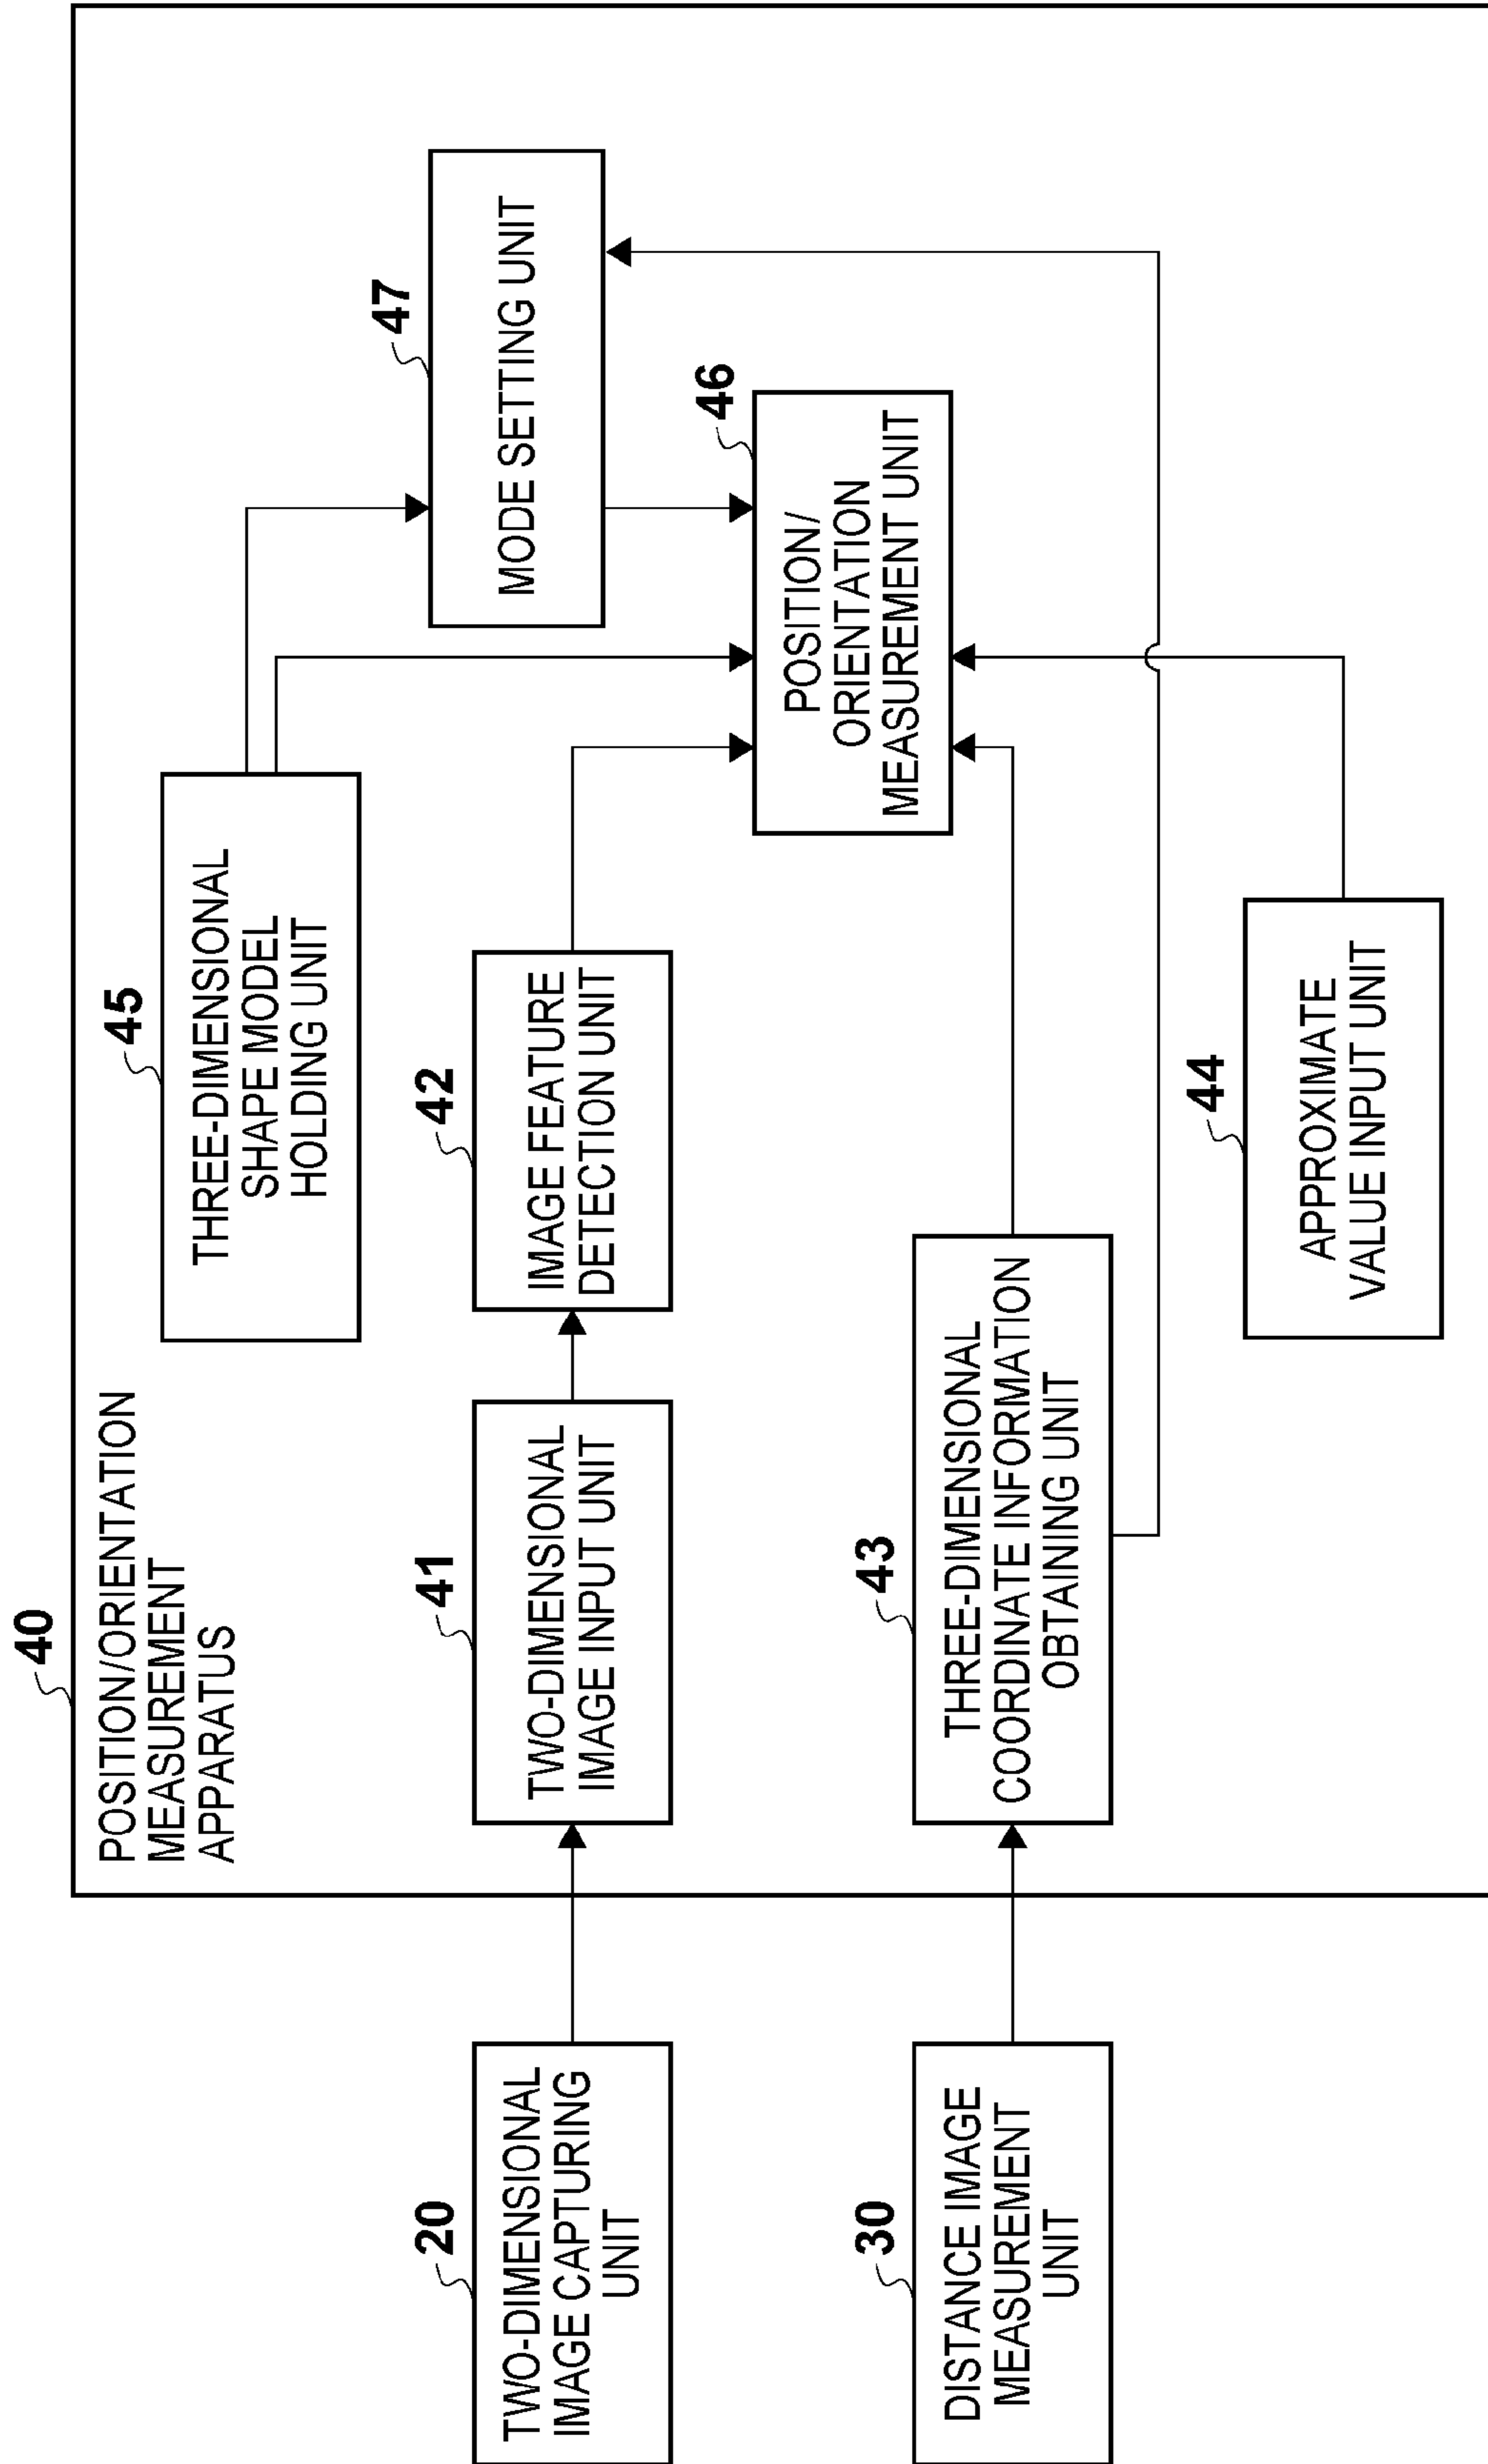 40
POSITION/ORIENTATION
MEASUREMENT
APPARATUS
45
THREE-DIMENSIONAL
SHAPE MODEL
HOLDING UNIT
47
MODE SETTING UNIT
20
TWO-DIMENSIONAL
IMAGE CAPTURING
UNIT
41
TWO-DIMENSIONAL
IMAGE INPUT UNIT
42
IMAGE FEATURE
DETECTION UNIT
46
POSITION/
ORIENTATION
MEASUREMENT UNIT
30
DISTANCE IMAGE
MEASUREMENT
UNIT
43
THREE-DIMENSIONAL
COORDINATE INFORMATION
OBTAINING UNIT
44
APPROXIMATE
VALUE INPUT UNIT